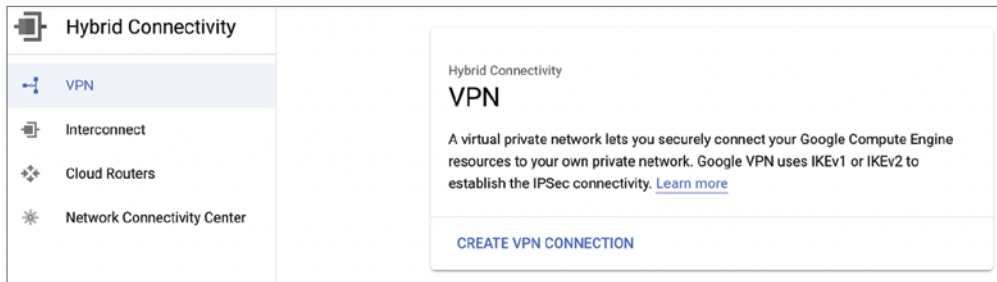 Hybrid Connectivity
VPN
Interconnect
Cloud Routers
Network Connectivity Center
Hybrid Connectivity
VPN
A virtual private network lets you securely connect your Google Compute Engine
resources to your own private network. Google VPN uses IKEv1 or IKEv2 to
establish the IPSec connectivity. Learn more
CREATE VPN CONNECTION